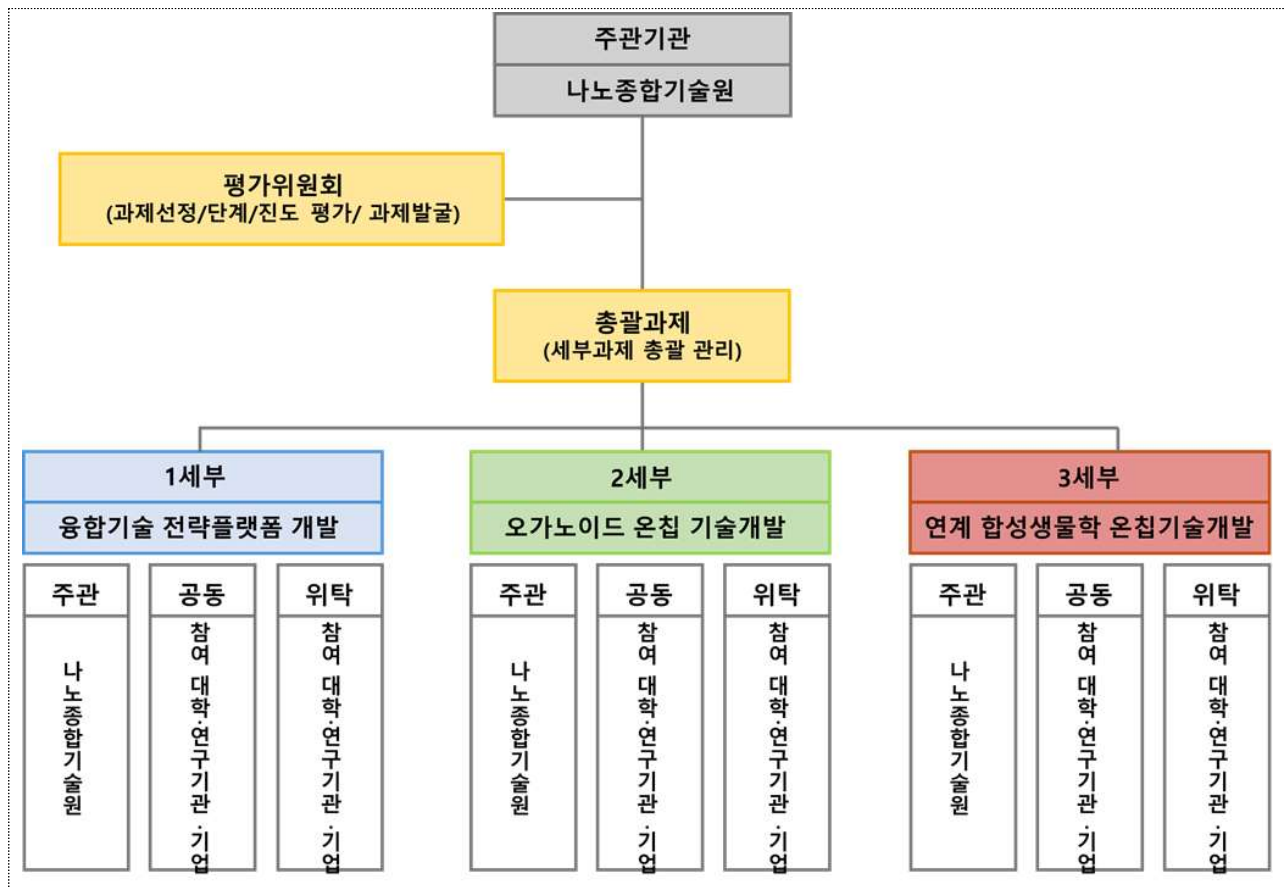 주관기관
나노종합기술원
평가위원회
(과제선정/단계/진도 평가/ 과제발굴)
총괄과제
(세부과제 총괄 관리)
1세부
융합기술 전략플랫폼 개발
주관
나노종합기술원
공동
참여 대학·연구기관·기업
위탁
참여 대학·연구기관·기업
2세부
오가노이드 온칩 기술개발
주관
나노종합기술원
공동
참여 대학·연구기관·기업
위탁
참여 대학·연구기관·기업
3세부
연계 합성생물학 온칩기술개발
주관
나노종합기술원
공동
참여 대학·연구기관·기업
위탁
참여 대학·연구기관·기업